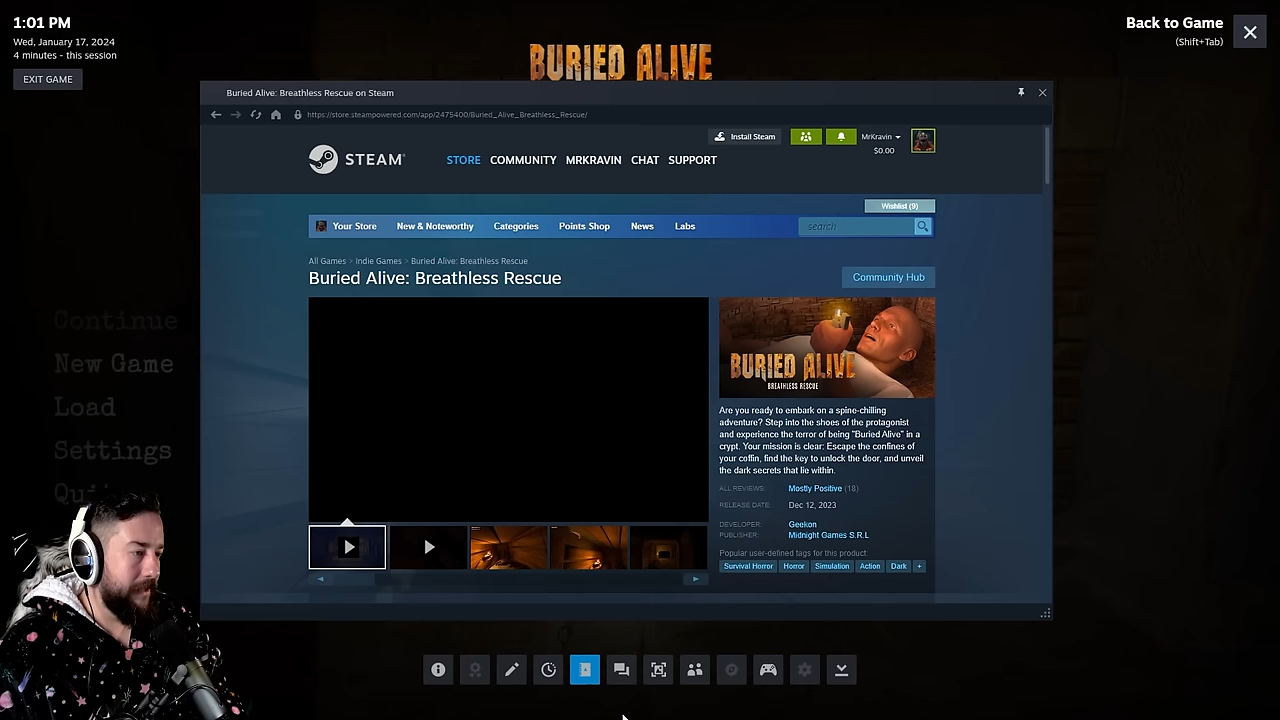 1:01 PM
Wed, January 17, 2024
4 minutes - this session
EXIT GAME
Back to Game
(Shift+Tab)
BURIED ALIVE
Buried Alive: Breathless Rescue on Steam
https://store.steampowered.com/app/2475400/Buried_Alive_Breathless_Rescue/
Install Steam
MrKravin
$0.00
STEAM®
STORE COMMUNITY MRKRAVIN CHAT SUPPORT
Wishlist (9)
Your Store New & Noteworthy Categories Points Shop News Labs
search
All Games > Indie Games > Buried Alive: Breathless Rescue
Buried Alive: Breathless Rescue
Community Hub
BURIED ALIVE
BREATHLESS RESCUE
Are you ready to embark on a spine-chilling
adventure? Step into the shoes of the protagonist
and experience the terror of being "Buried Alive" in a
crypt. Your mission is clear: Escape the confines of
your coffin, find the key to unlock the door, and unveil
the dark secrets that lie within.
ALL REVIEWS: Mostly Positive (18)
RELEASE DATE: Dec 12, 2023
DEVELOPER: Geekon
PUBLISHER: Midnight Games S.R.L
Popular user-defined tags for this product:
Survival Horror Horror Simulation Action Dark +
Continue
New Game
Load
Settings